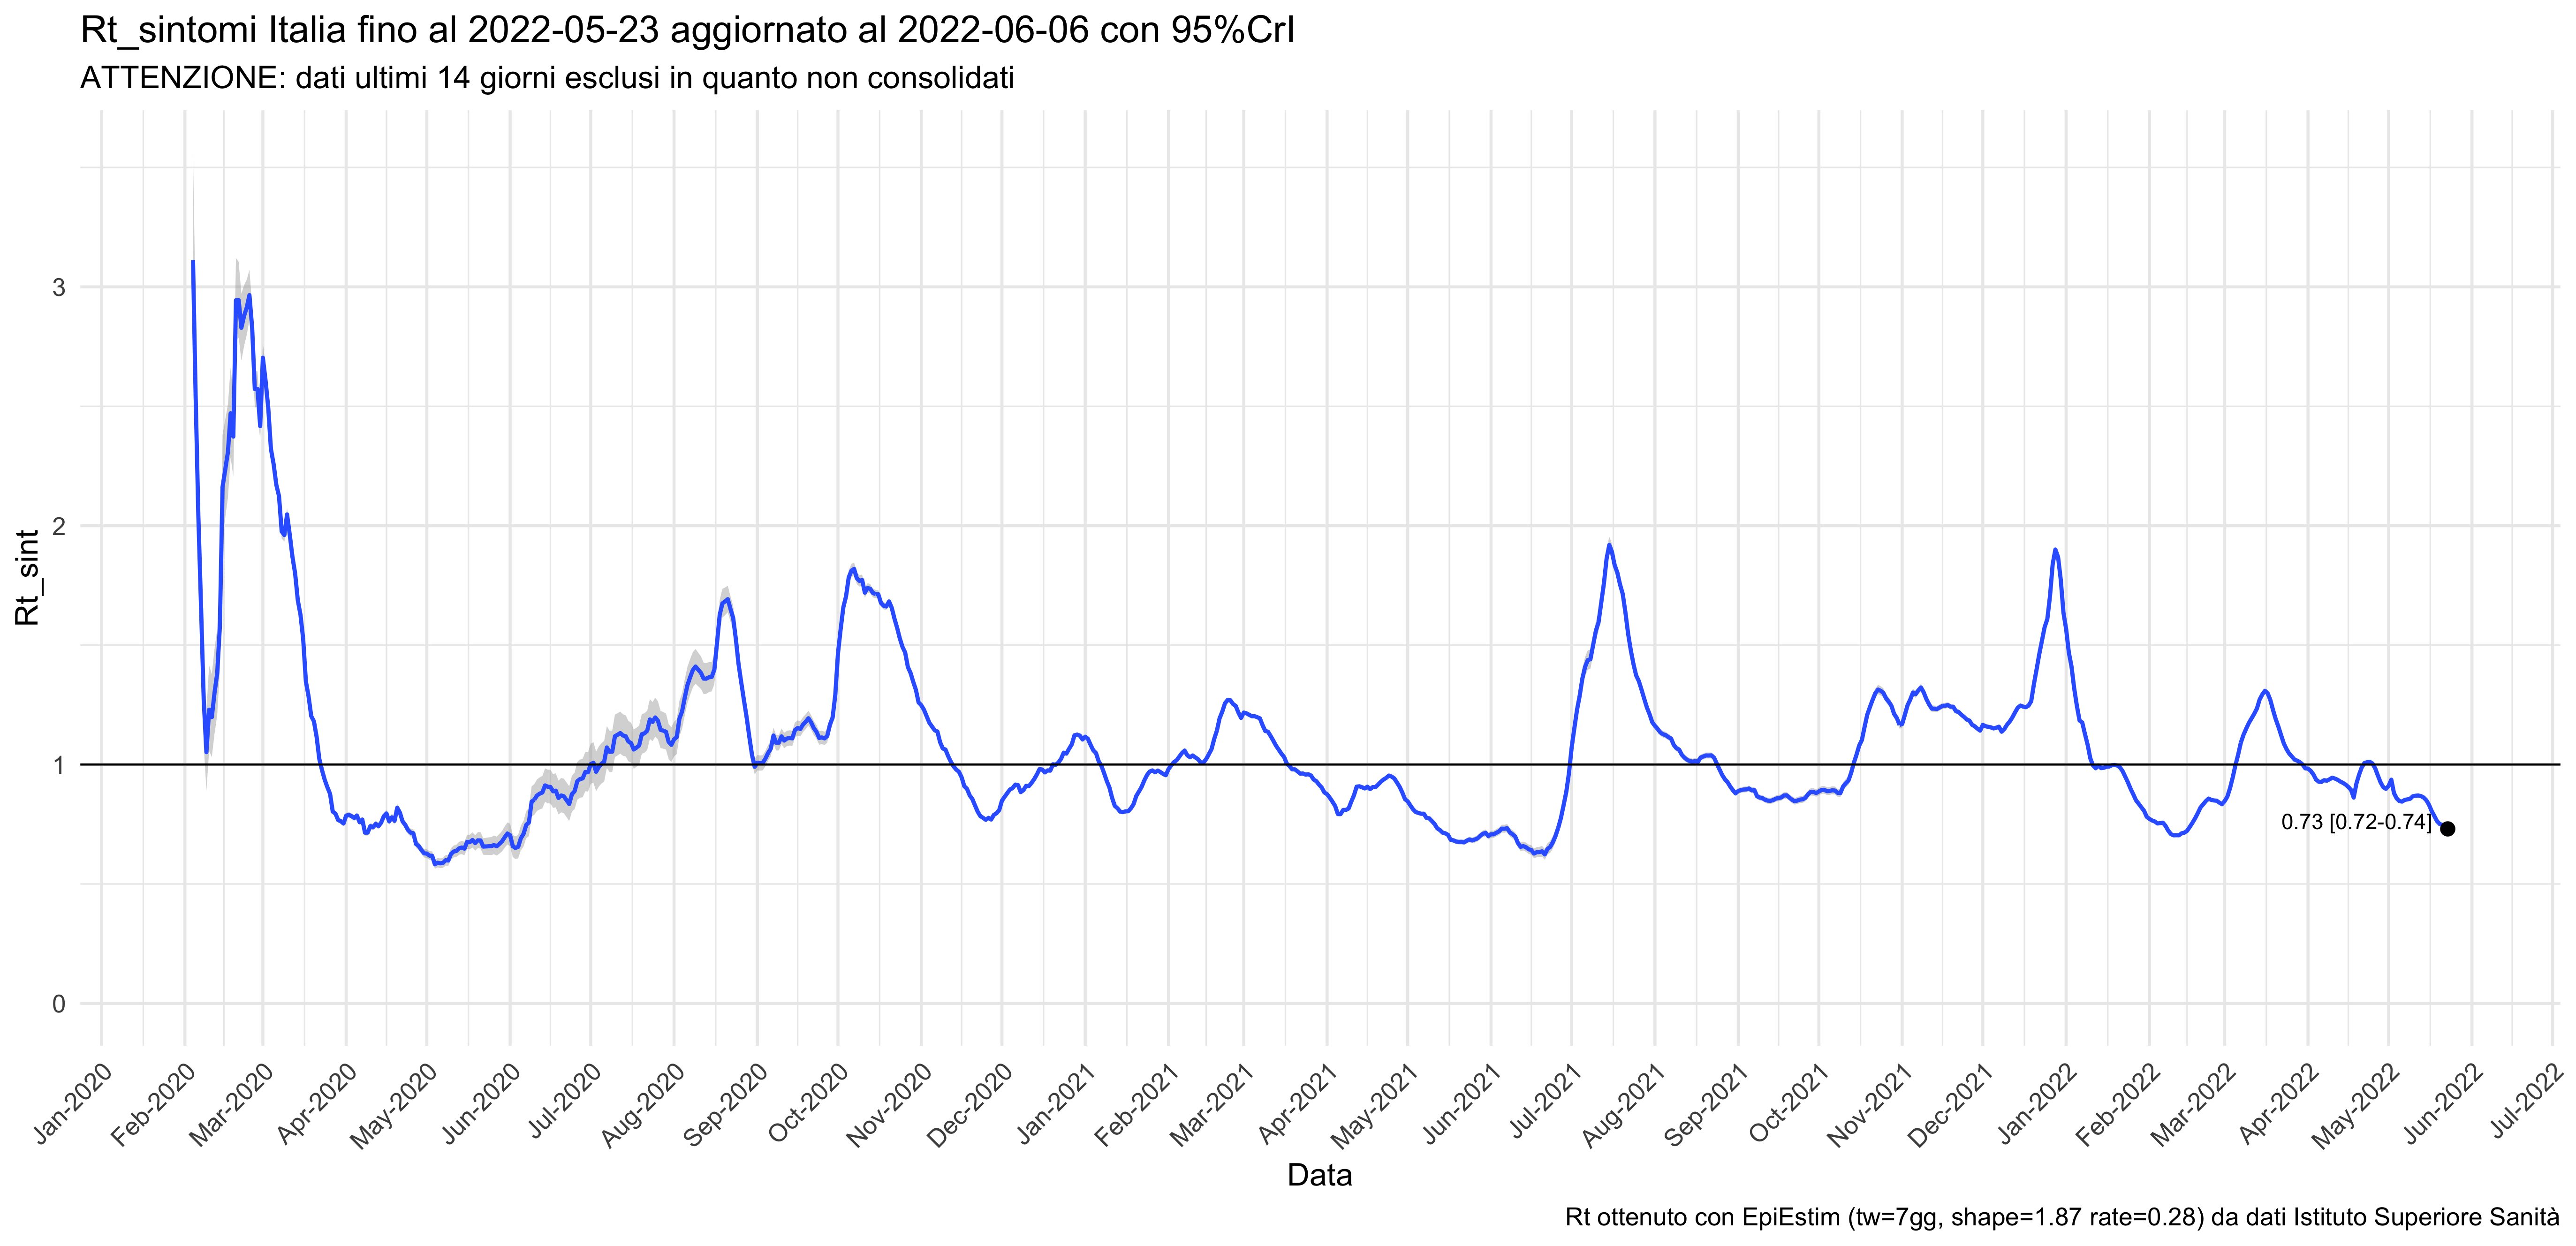 Rt_sintomi Italia fino al 2022-05-23 aggiornato al 2022-06-06 con 95%CrI
ATTENZIONE: dati ultimi 14 giorni esclusi in quanto non consolidati
Rt_sint
3
2
1
0
0.73 [0.72-0.74]
Jan-2020
Feb-2020
Mar-2020
Apr-2020
May-2020
Jun-2020
Jul-2020
Aug-2020
Sep-2020
Oct-2020
Nov-2020
Dec-2020
Jan-2021
Feb-2021
Mar-2021
Apr-2021
May-2021
Jun-2021
Jul-2021
Aug-2021
Sep-2021
Oct-2021
Nov-2021
Dec-2021
Jan-2022
Feb-2022
Mar-2022
Apr-2022
May-2022
Jun-2022
Jul-2022
Data
Rt ottenuto con EpiEstim (tw=7gg, shape=1.87 rate=0.28) da dati Istituto Superiore Sanità